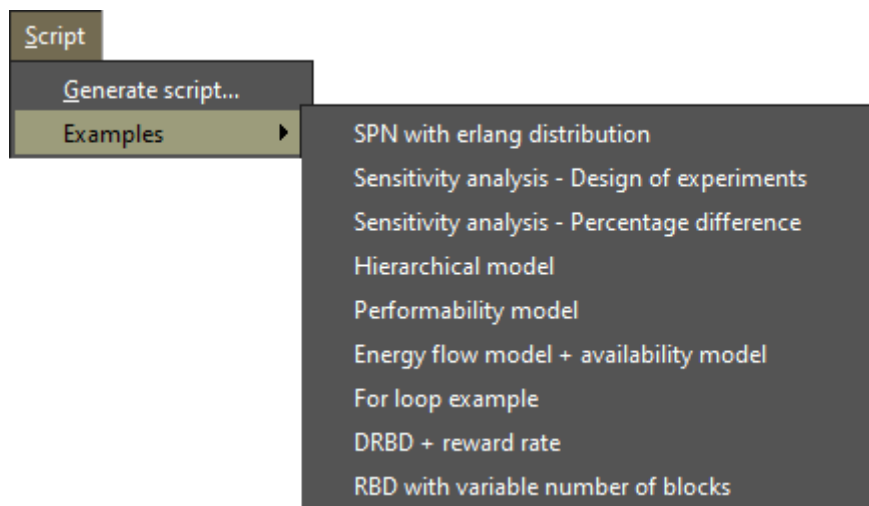 Script
Generate script...
Examples
SPN with erlang distribution
Sensitivity analysis - Design of experiments
Sensitivity analysis - Percentage difference
Hierarchical model
Performability model
Energy flow model + availability model
For loop example
DRBD + reward rate
RBD with variable number of blocks